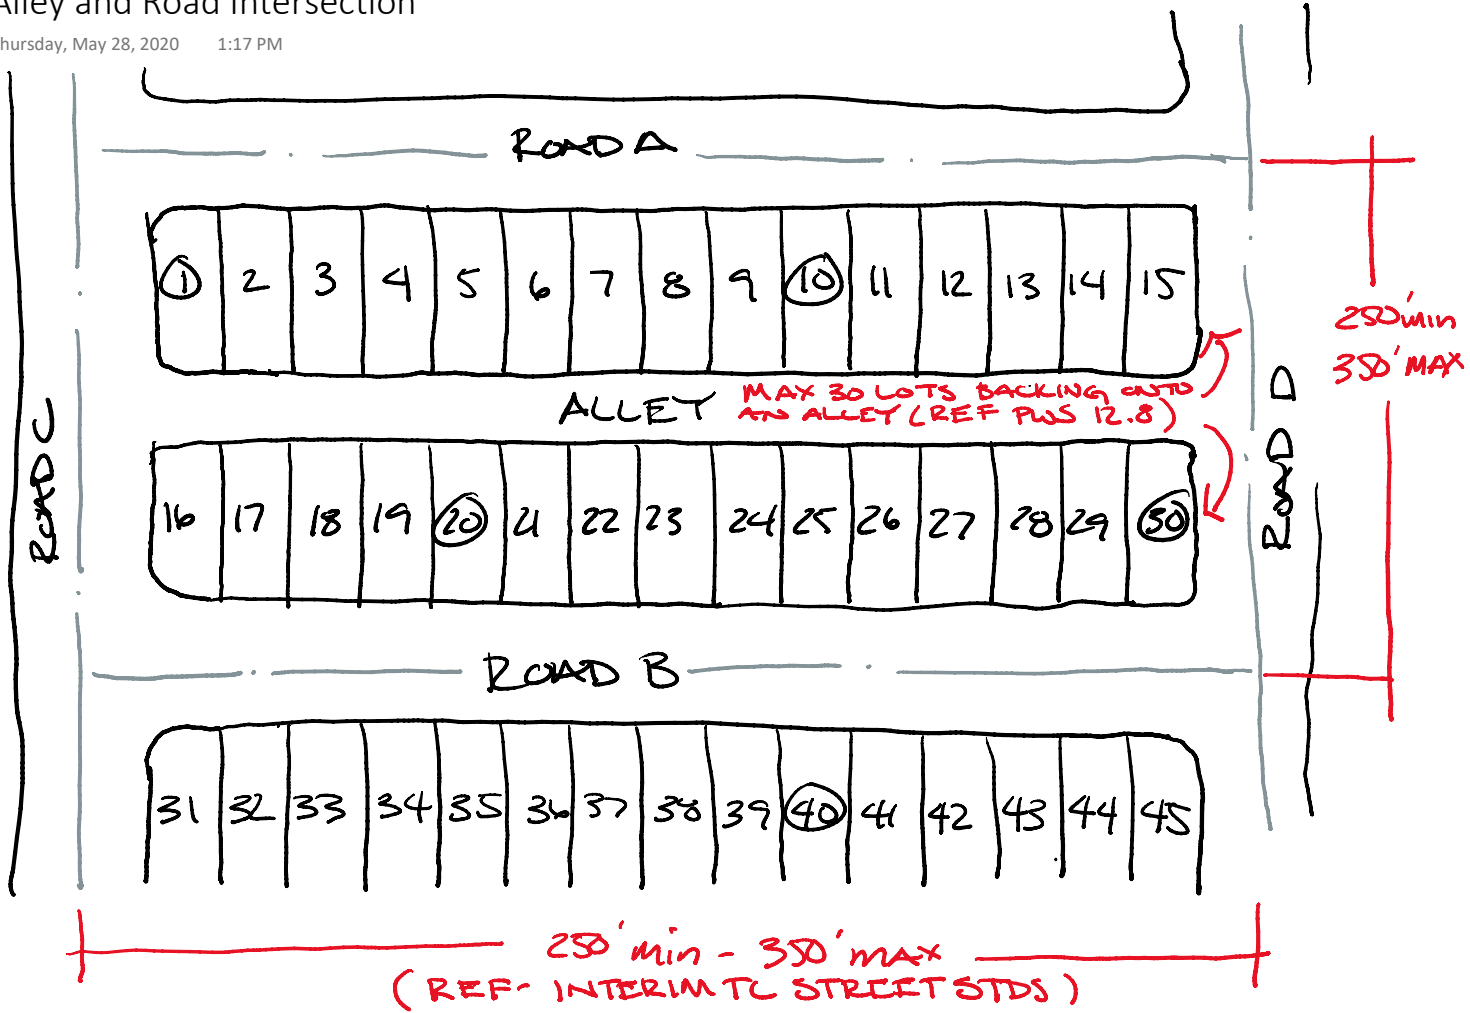 Alley and Road Intersection
hursday, May 28, 2020 1:17 PM
ROAD A
1 2 3 4 5 6 7 8 9 10 11 12 13 14 15
250' min
350' MAX
ALLEY
MAX 30 LOTS BACKING ONTO
AN ALLEY (REF PWS 12.8)
ROAD C
ROAD D
16 17 18 19 20 21 22 23 24 25 26 27 28 29 30
ROAD B
31 32 33 34 35 36 37 38 39 40 41 42 43 44 45
250' min - 350' MAX
(REF- INTERIM TC STREET STDS)